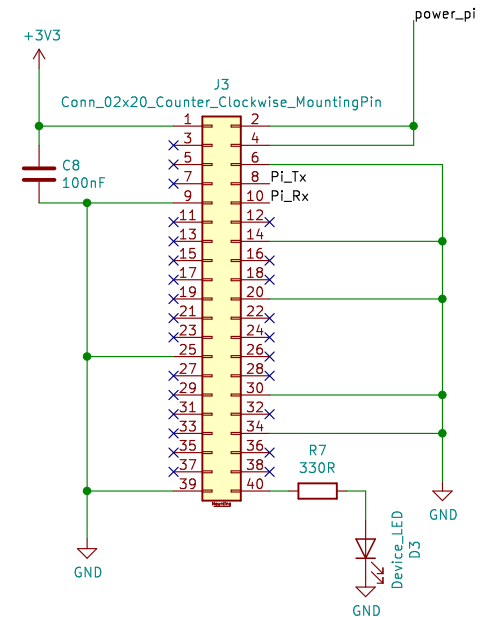 power_pi
+3V3
J3
Conn_02x20_Counter_Clockwise_MountingPin
1 2
3 4
C8
5 6
100nF
7 8 Pi_Tx
9 10 Pi_Rx
11 12
13 14
15 16
17 18
19 20
21 22
23 24
25 26
27 28
29 30
31 32
33 34
35 36
R7
37 38
330R
39 40
Mounting
GND
Device_LED
D3
GND
GND